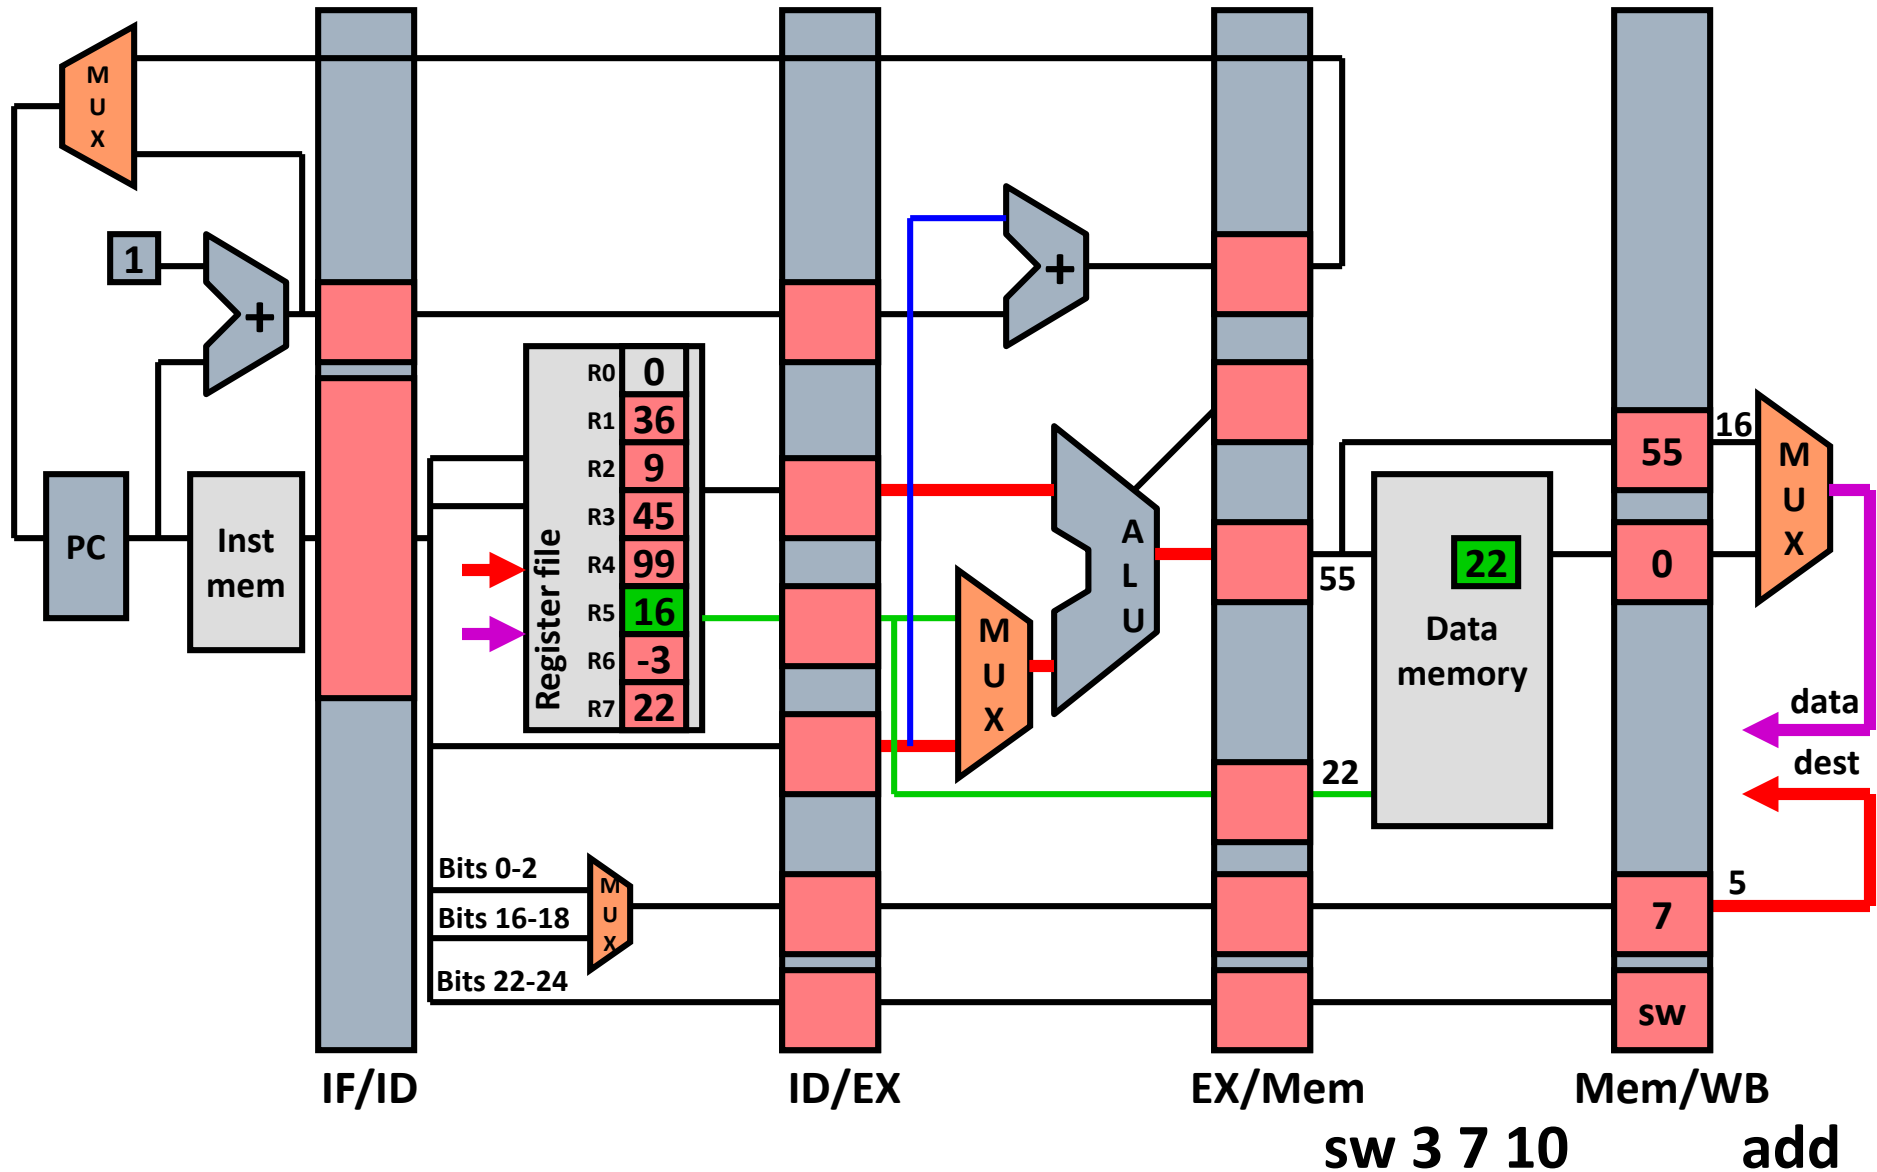 M
U
X
1
+
+
R0 0
R1 36
R2 9
R3 45
R4 99
R5 16
R6 -3
R7 22
Register file
PC
Inst
mem
A
L
U
M
U
X
55
22
22
Data
memory
55
0
7
sw
16
M
U
X
data
dest
5
Bits 0-2
Bits 16-18
Bits 22-24
M
U
X
IF/ID
ID/EX
EX/Mem
Mem/WB
sw 3 7 10
add